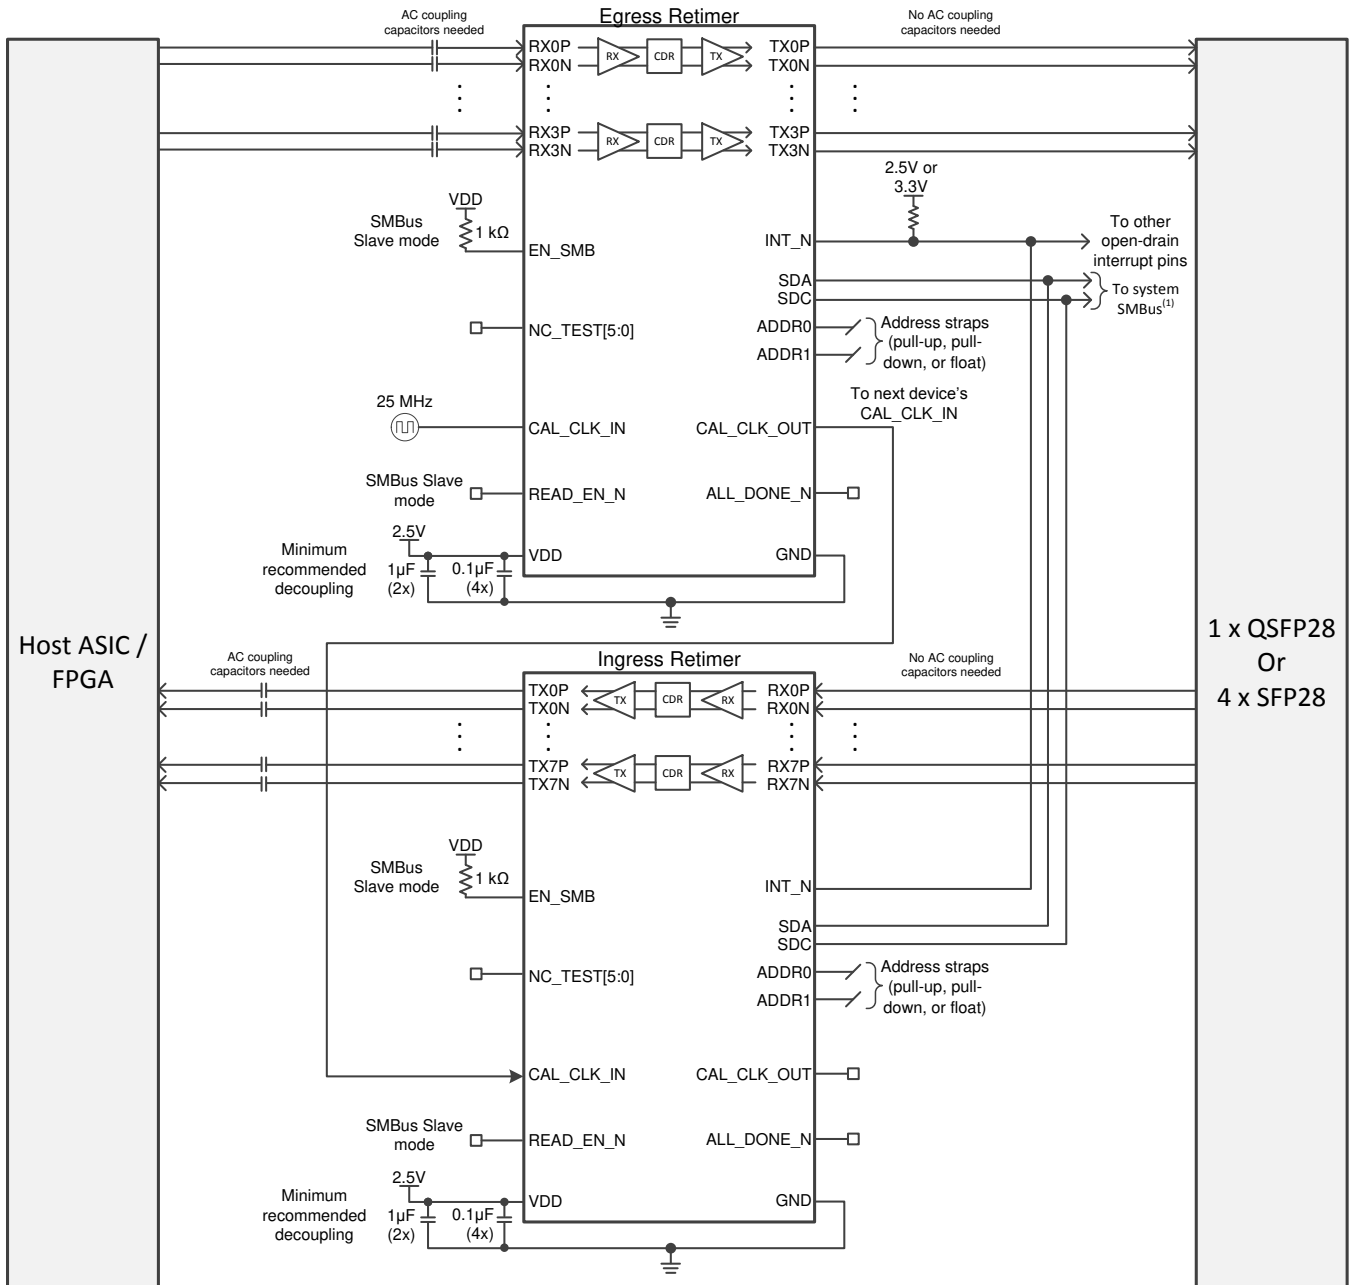 AC coupling
capacitors needed
Egress Retimer
No AC coupling
capacitors needed
RX0P
RX0N
RX
CDR
TX
TX0P
TX0N
RX3P
RX3N
RX
CDR
TX
TX3P
TX3N
2.5V or
3.3V
VDD
SMBus
Slave mode
1 kΩ
EN_SMB
INT_N
To other
open-drain
interrupt pins
SDA
SDC
To system
SMBus(1)
NC_TEST[5:0]
ADDR0
ADDR1
Address straps
(pull-up, pull-
down, or float)
25 MHz
CAL_CLK_IN
To next device's
CAL_CLK_IN
CAL_CLK_OUT
SMBus Slave
mode
READ_EN_N
ALL_DONE_N
2.5V
Minimum
recommended
decoupling
1µF
(2x)
0.1µF
(4x)
VDD
GND
Host ASIC /
FPGA
1 x QSFP28
Or
4 x SFP28
AC coupling
capacitors needed
Ingress Retimer
No AC coupling
capacitors needed
TX0P
TX0N
TX
CDR
RX
RX0P
RX0N
TX7P
TX7N
TX
CDR
RX
RX7P
RX7N
VDD
SMBus
Slave mode
1 kΩ
EN_SMB
INT_N
SDA
SDC
NC_TEST[5:0]
ADDR0
ADDR1
Address straps
(pull-up, pull-
down, or float)
CAL_CLK_IN
CAL_CLK_OUT
SMBus Slave
mode
READ_EN_N
ALL_DONE_N
2.5V
Minimum
recommended
decoupling
1µF
(2x)
0.1µF
(4x)
VDD
GND